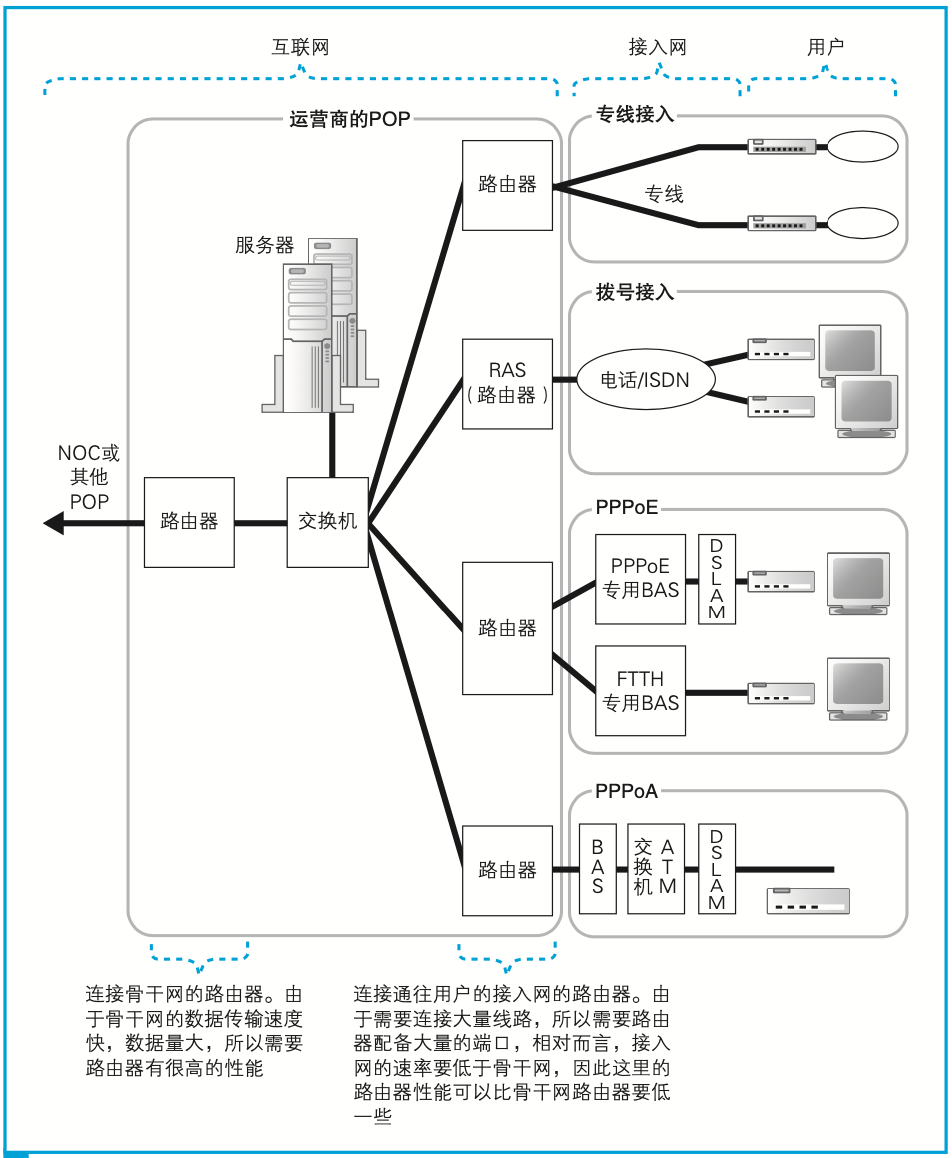 互联网
接入网
用户
运营商的POP
专线接入
路由器
专线
服务器
拨号接入
RAS
（路由器）
电话/ISDN
NOC或
其他
POP
路由器
交换机
PPPoE
PPPoE
专用BAS
DSLAM
路由器
FTTH
专用BAS
PPPoA
路由器
BAS
ATM
交换机
DSLAM
连接骨干网的路由器。由
于骨干网的数据传输速度
快，数据量大，所以需要
路由器有很高的性能
连接通往用户的接入网的路由器。由
于需要连接大量线路，所以需要路由
器配备大量的端口，相对而言，接入
网的速率要低于骨干网，因此这里的
路由器性能可以比骨干网路由器要低
一些